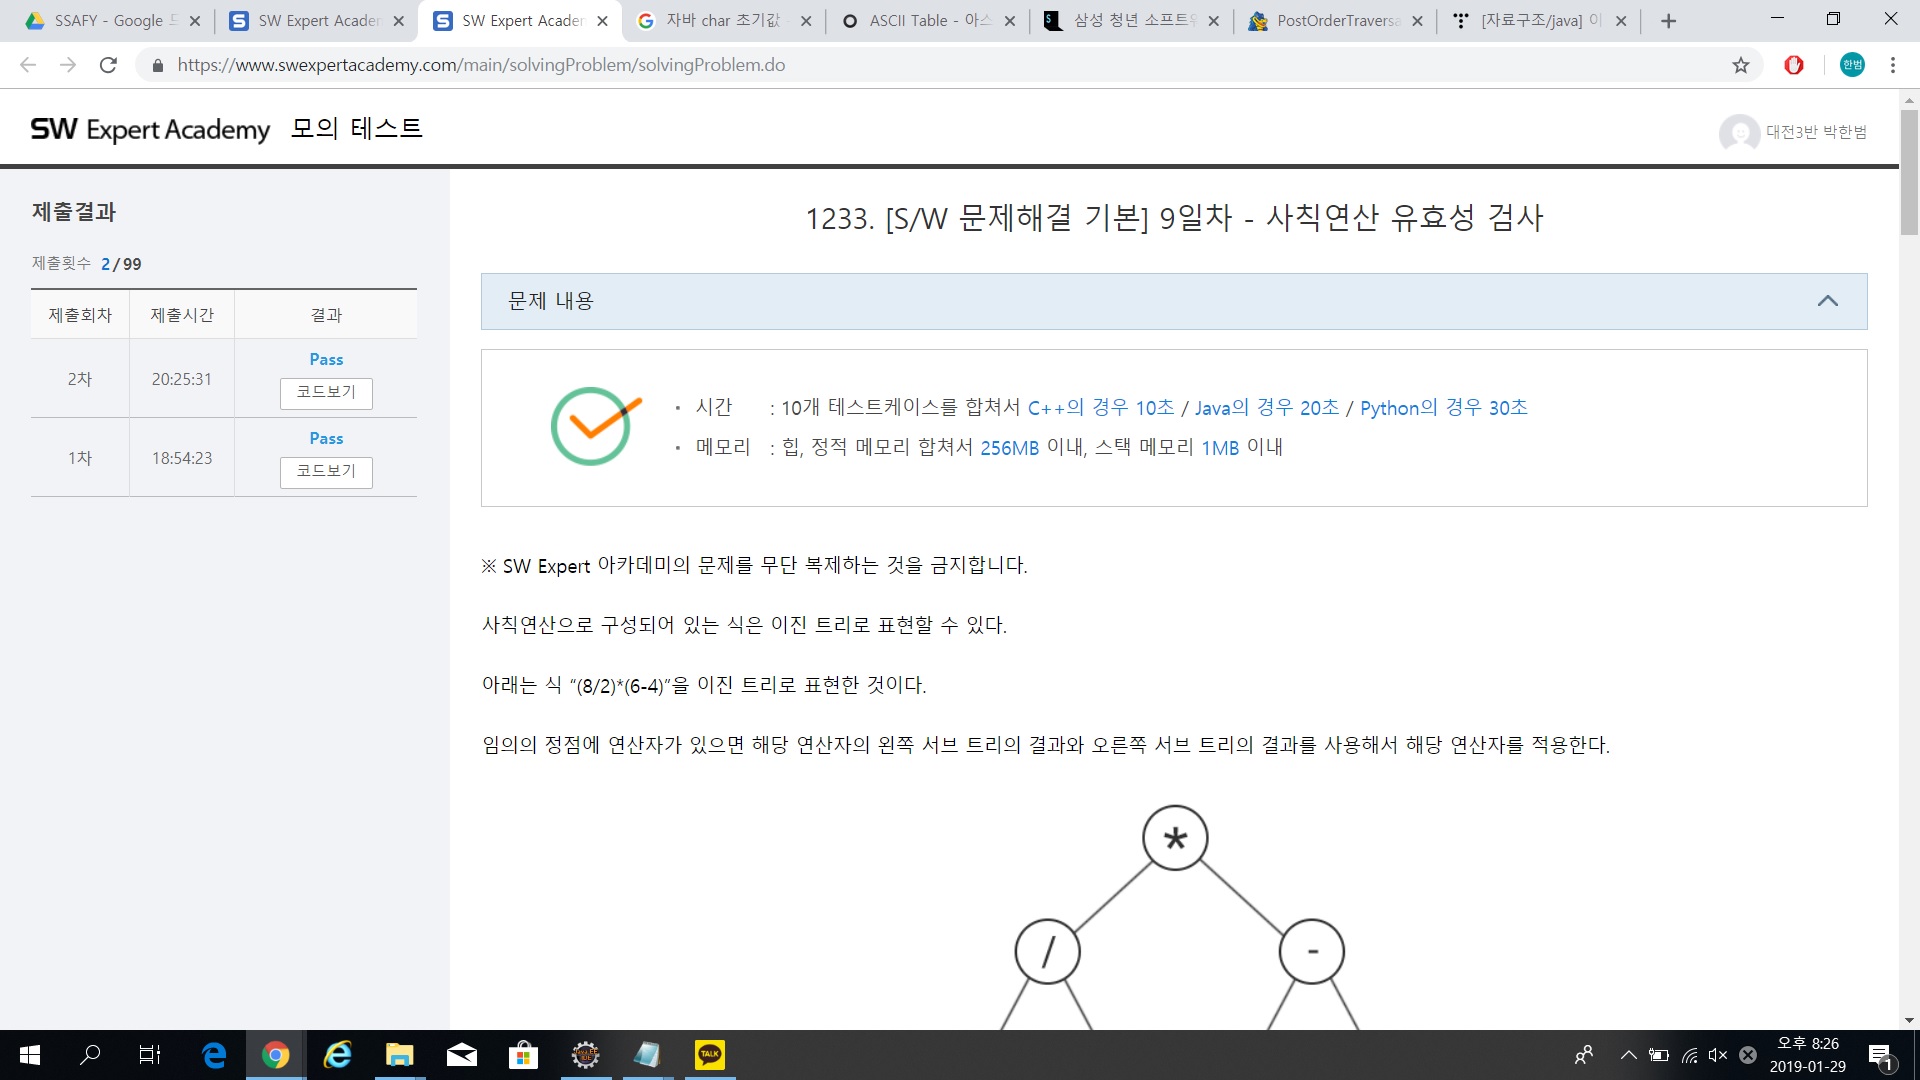 SSAFY - Google 드
SW Expert Acader
SW Expert Acader
자바 char 초기값 -
ASCII Table - 아스
삼성 청년 소프트웨
PostOrderTraversa
[자료구조/java] 이
https://www.swexpertacademy.com/main/solvingProblem/solvingProblem.do
한범
SW Expert Academy 모의 테스트
대전3반 박한범
제출결과
제출횟수 2/99
제출회차 제출시간 결과
2차 20:25:31 Pass
코드보기
1차 18:54:23 Pass
코드보기
1233. [S/W 문제해결 기본] 9일차 - 사칙연산 유효성 검사
문제 내용
• 시간 : 10개 테스트케이스를 합쳐서 C++의 경우 10초 / Java의 경우 20초 / Python의 경우 30초
• 메모리 : 힙, 정적 메모리 합쳐서 256MB 이내, 스택 메모리 1MB 이내
※ SW Expert 아카데미의 문제를 무단 복제하는 것을 금지합니다.
사칙연산으로 구성되어 있는 식은 이진 트리로 표현할 수 있다.
아래는 식 “(8/2)*(6-4)”을 이진 트리로 표현한 것이다.
임의의 정점에 연산자가 있으면 해당 연산자의 왼쪽 서브 트리의 결과와 오른쪽 서브 트리의 결과를 사용해서 해당 연산자를 적용한다.
*
/ -
TALK
오후 8:26
2019-01-29
1